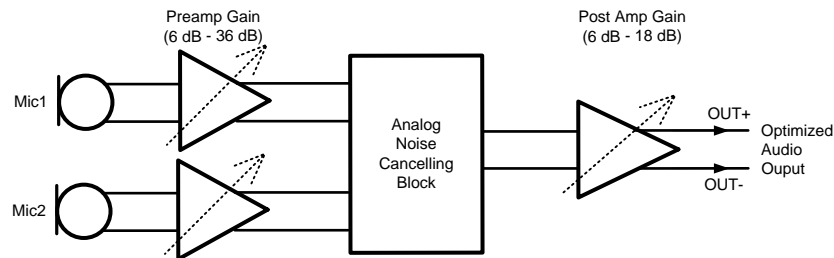 Preamp Gain
(6 dB - 36 dB)
Post Amp Gain
(6 dB - 18 dB)
Mic1
Mic2
Analog
Noise
Cancelling
Block
OUT+
OUT-
Optimized
Audio
Ouput